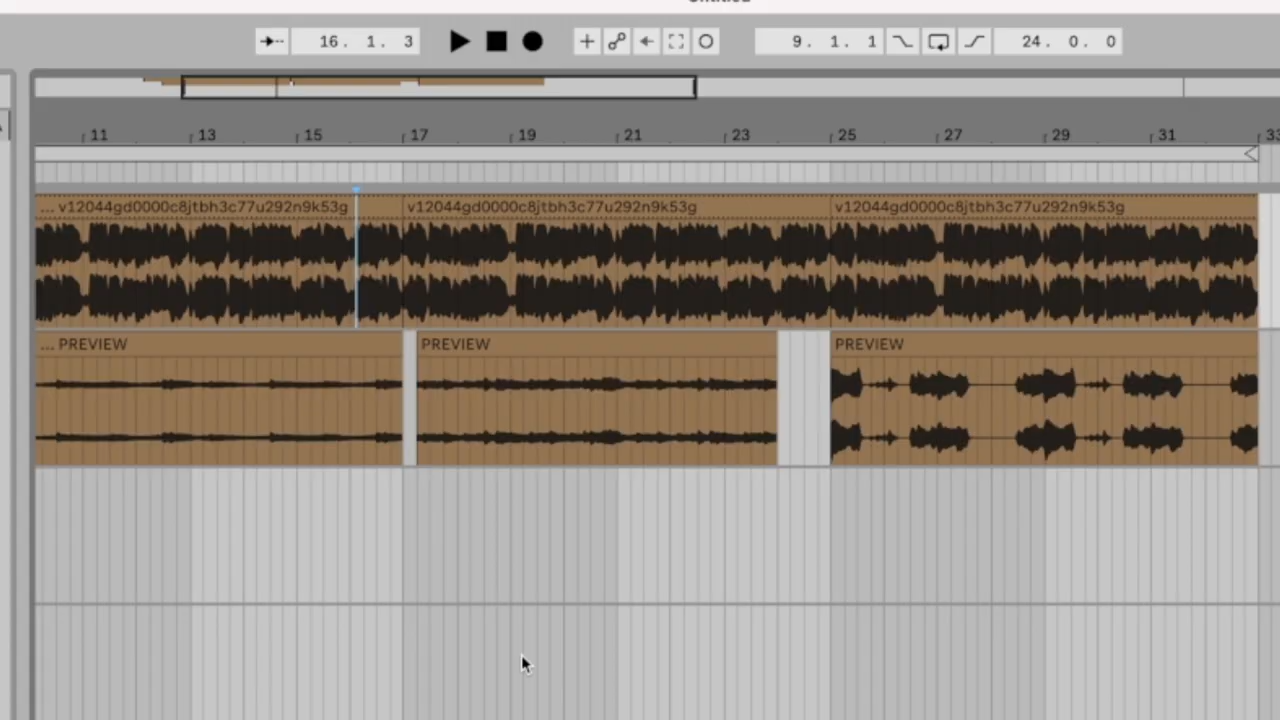 16. 1. 3 9. 1. 1 24. 0. 0
11 13 15 17 19 21 23 25 27 29 31 33
... v12044gd0000c8jtbh3c77u292n9k53g v12044gd0000c8jtbh3c77u292n9k53g v12044gd0000c8jtbh3c77u292n9k53g
... PREVIEW PREVIEW PREVIEW